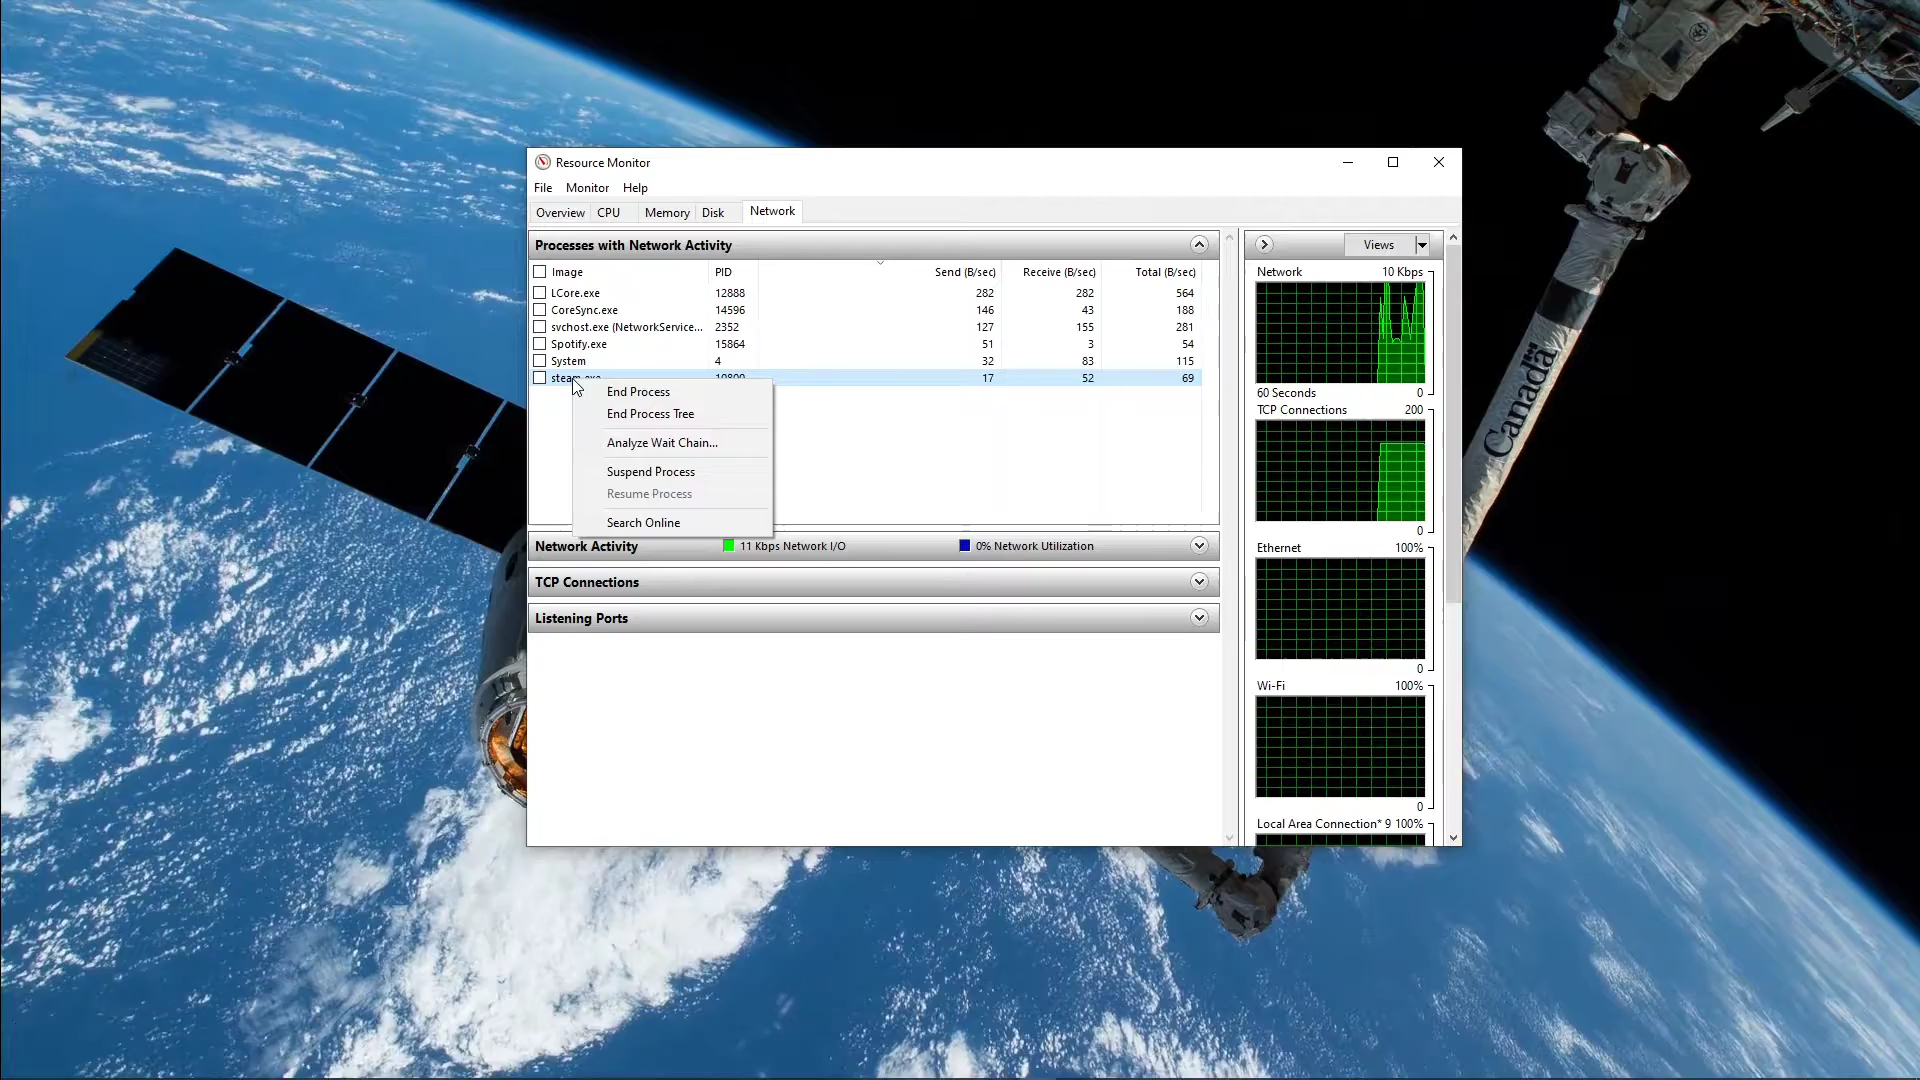 Resource Monitor
File Monitor Help
Overview CPU Memory Disk Network
Processes with Network Activity
Image PID Send (B/sec) Receive (B/sec) Total (B/sec)
LCore.exe 12888 282 282 564
CoreSync.exe 14596 146 43 188
svchost.exe (NetworkService... 2352 127 155 281
Spotify.exe 15864 51 3 54
System 4 32 83 115
steam.exe 17 52 69
End Process
End Process Tree
Analyze Wait Chain...
Suspend Process
Resume Process
Search Online
Network Activity 11 Kbps Network I/O 0% Network Utilization
TCP Connections
Listening Ports
Views
Network 10 Kbps
60 Seconds 0
TCP Connections 200
0
Ethernet 100%
0
Wi-Fi 100%
0
Local Area Connection* 9 100%
Canada